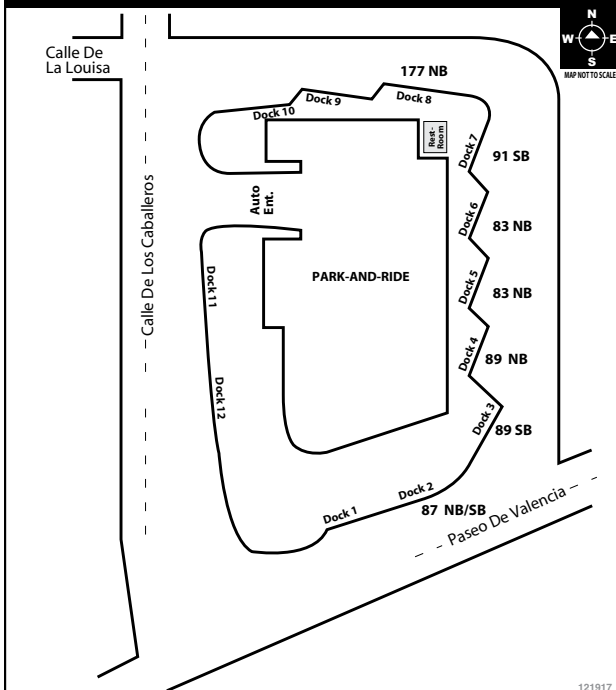 N
W E
S
MAP NOT TO SCALE
Calle De
La Louisa
177 NB
Dock 10
Dock 9
Dock 8
Rest-
Room
Dock 7
91 SB
Auto
Ent.
Dock 6
83 NB
Calle De Los Caballeros
Dock 11
PARK-AND-RIDE
Dock 5
83 NB
Dock 4
89 NB
Dock 12
Dock 3
89 SB
Dock 1
Dock 2
87 NB/SB
Paseo De Valencia
121917